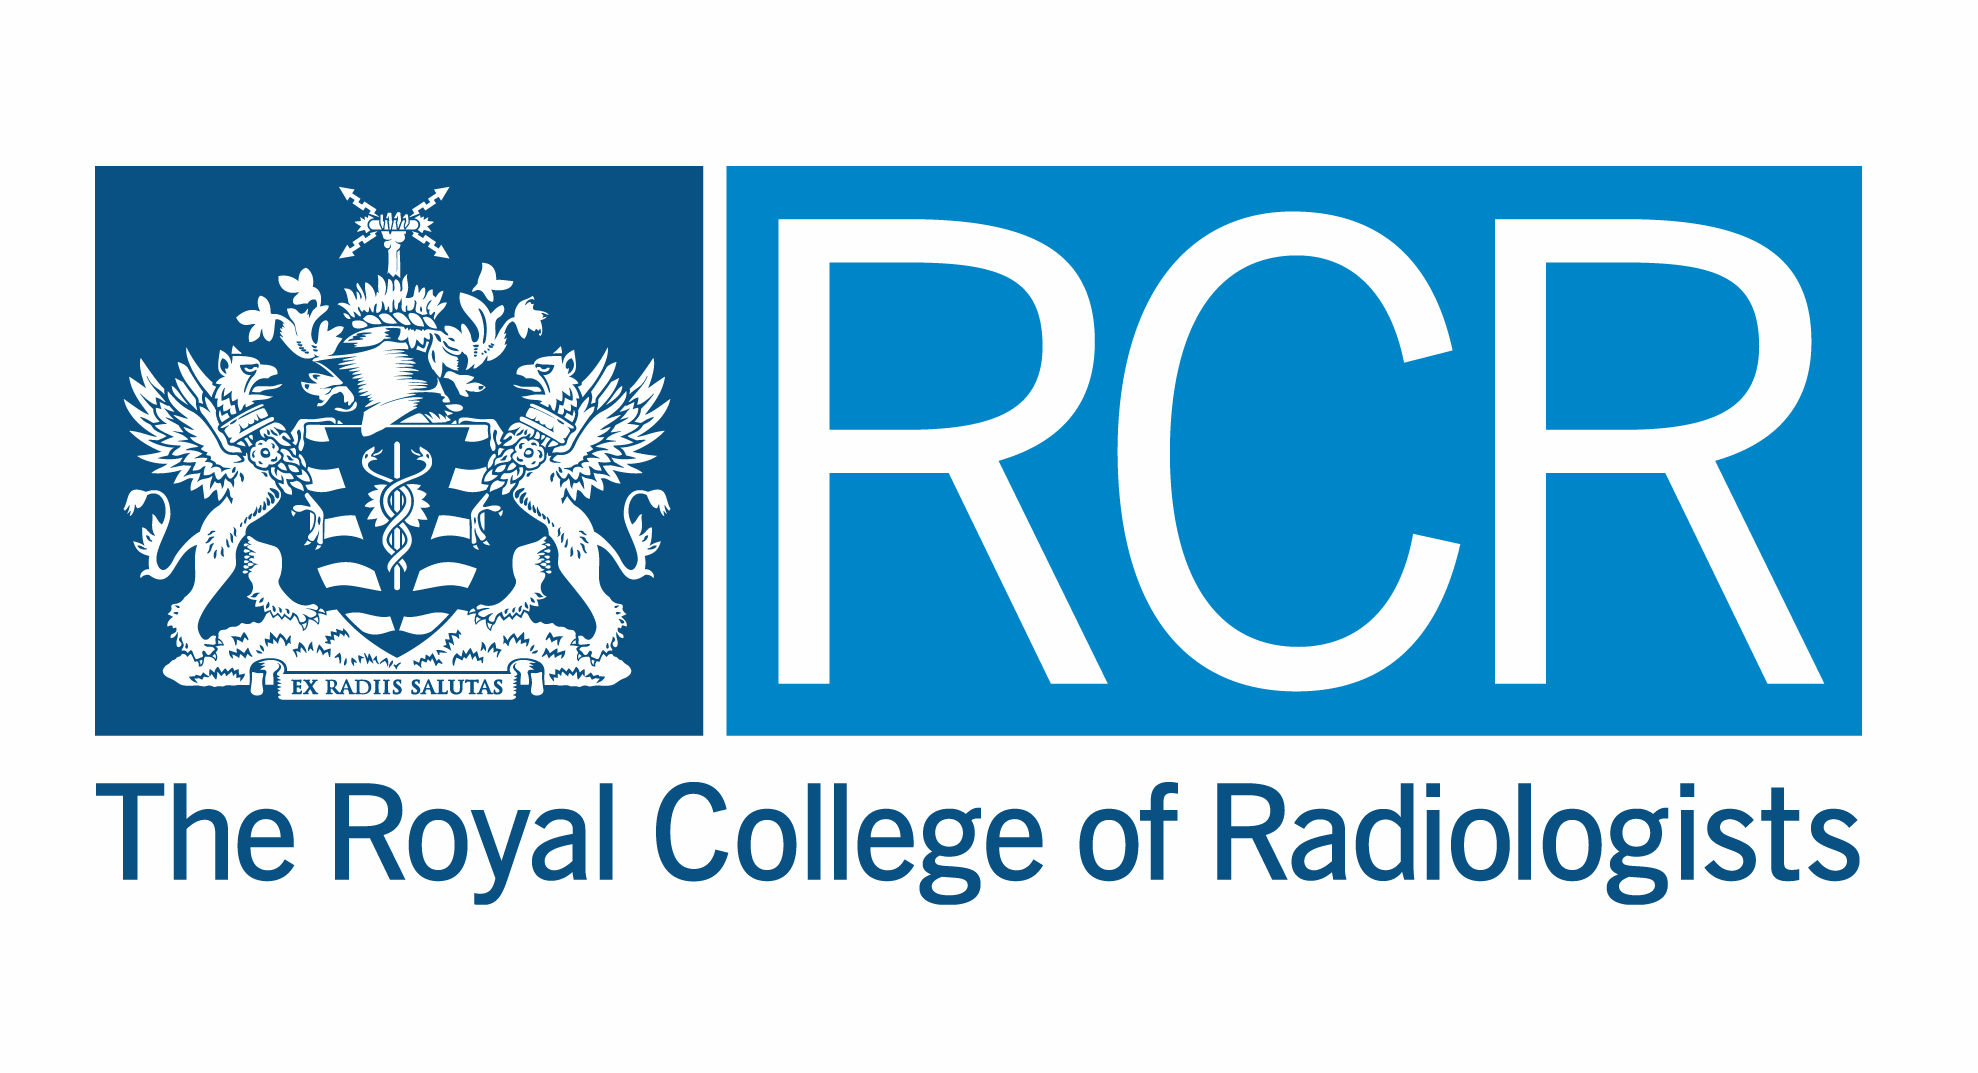 RCR
EX RADIIS SALUTAS
The Royal College of Radiologists